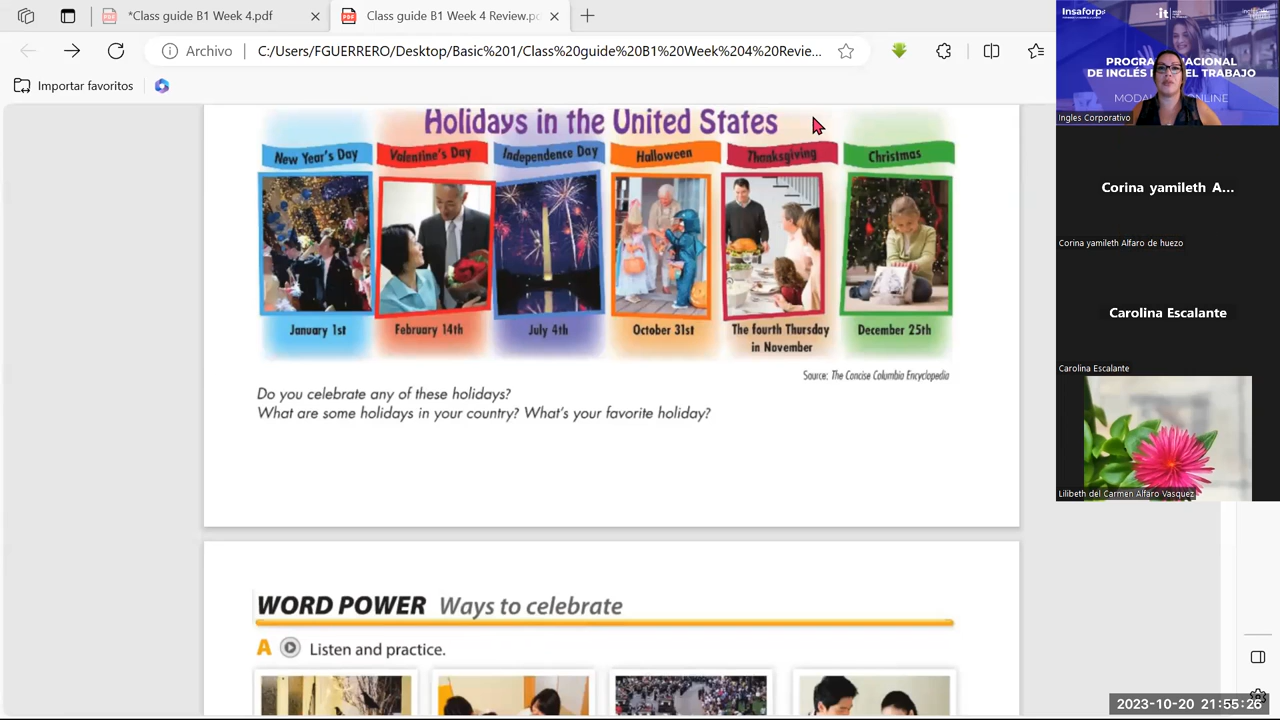 *Class guide B1 Week 4.pdf
Class guide B1 Week 4 Review.pd
Archivo
C:/Users/FGUERRERO/Desktop/Basic%201/Class%20guide%20B1%20Week%204%20Revie...
Importar favoritos
Holidays in the United States
New Year's Day
Valentine's Day
Independence Day
Halloween
Thanksgiving
Christmas
January 1st
February 14th
July 4th
October 31st
The fourth Thursday
in November
December 25th
Source: The Concise Columbia Encyclopedia
Do you celebrate any of these holidays?
What are some holidays in your country? What's your favorite holiday?
WORD POWER Ways to celebrate
A Listen and practice.
Insaforp
it
ONLINE
Ingles Corporativo
Corina yamileth A...
Corina yamileth Alfaro de huezo
Carolina Escalante
Carolina Escalante
Lilibeth del Carmen Alfaro Vasquez
2023-10-20 21:55:26